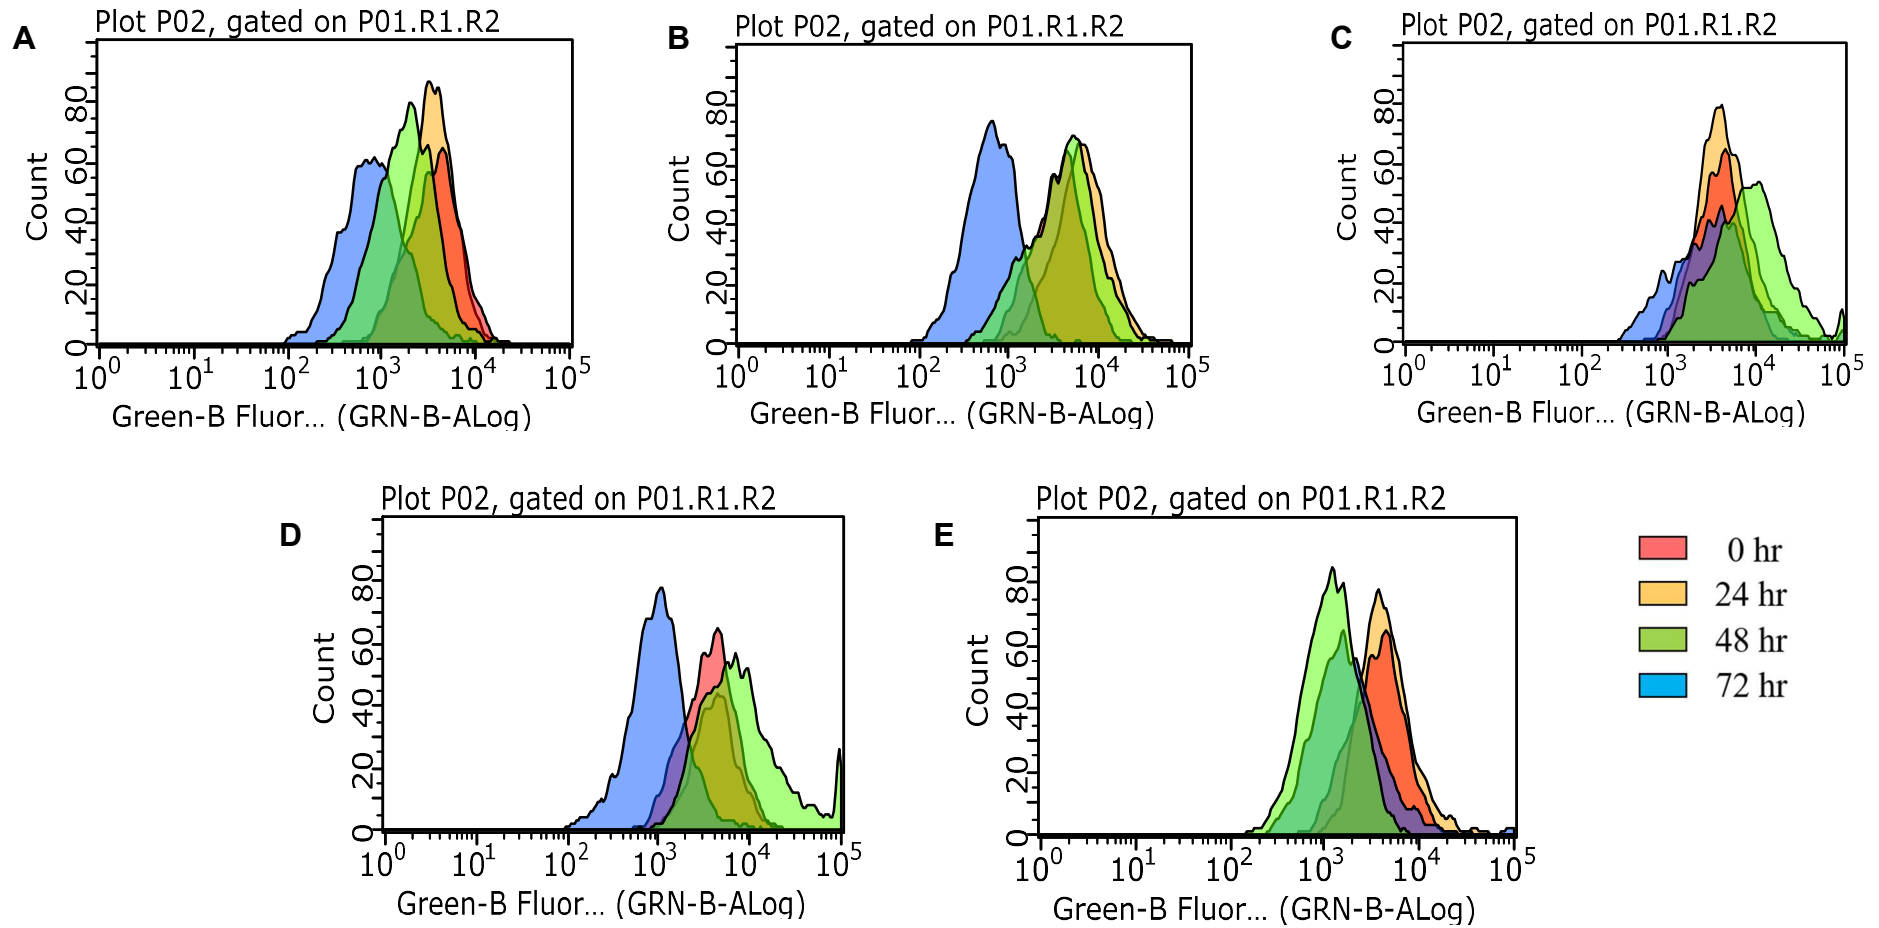 A
Plot P02, gated on P01.R1.R2
Count
80
60
40
20
0
10^0 10^1 10^2 10^3 10^4 10^5
Green-B Fluor... (GRN-B-ALog)
B
Plot P02, gated on P01.R1.R2
Count
80
60
40
20
0
10^0 10^1 10^2 10^3 10^4 10^5
Green-B Fluor... (GRN-B-ALog)
C
Plot P02, gated on P01.R1.R2
Count
80
60
40
20
0
10^0 10^1 10^2 10^3 10^4 10^5
Green-B Fluor... (GRN-B-ALog)
D
Plot P02, gated on P01.R1.R2
Count
80
60
40
20
0
10^0 10^1 10^2 10^3 10^4 10^5
Green-B Fluor... (GRN-B-ALog)
E
Plot P02, gated on P01.R1.R2
Count
80
60
40
20
0
10^0 10^1 10^2 10^3 10^4 10^5
Green-B Fluor... (GRN-B-ALog)
0 hr
24 hr
48 hr
72 hr